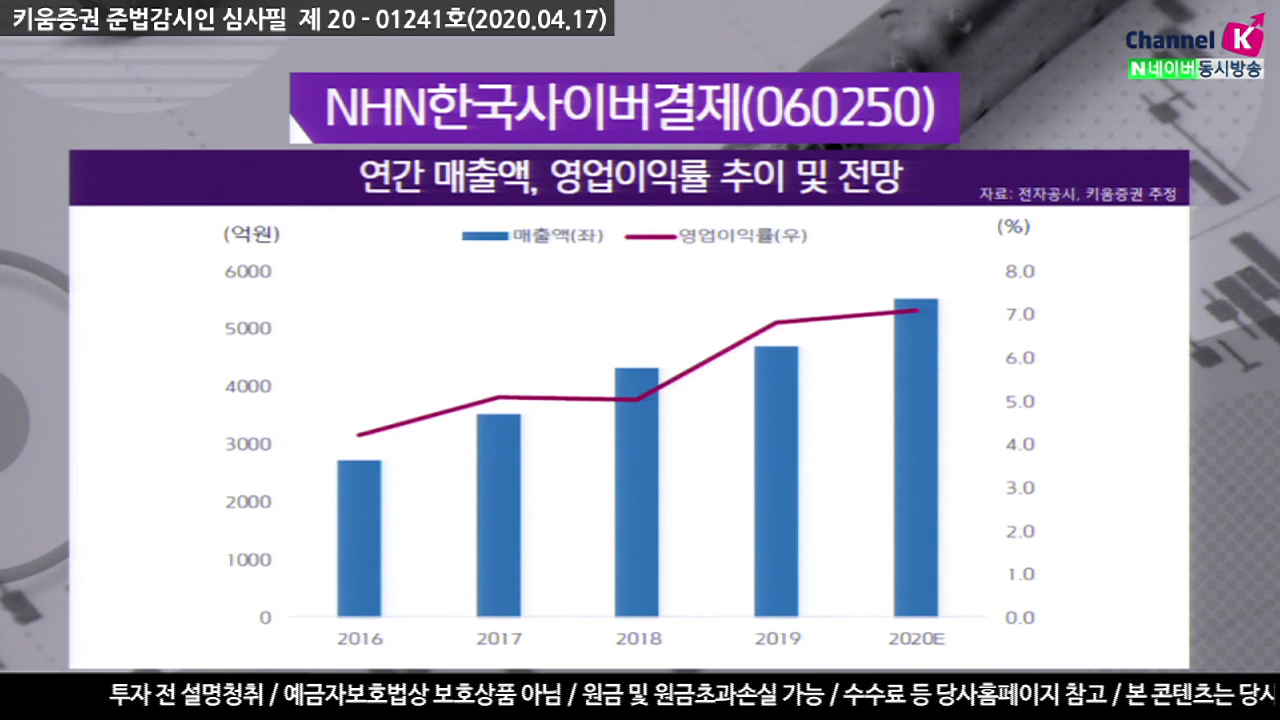 키움증권 준법감시인 심사필 제 20 - 01241호(2020.04.17)
Channel K
N 네이버 동시방송
NHN한국사이버결제(060250)
연간 매출액, 영업이익률 추이 및 전망
자료: 전자공시, 키움증권 추정
(억원)
매출액(좌)
영업이익률(우)
(%)
6000
5000
4000
3000
2000
1000
0
8.0
7.0
6.0
5.0
4.0
3.0
2.0
1.0
0.0
2016 2017 2018 2019 2020E
투자 전 설명청취 / 예금자보호법상 보호상품 아님 / 원금 및 원금초과손실 가능 / 수수료 등 당사홈페이지 참고 / 본 콘텐츠는 당사